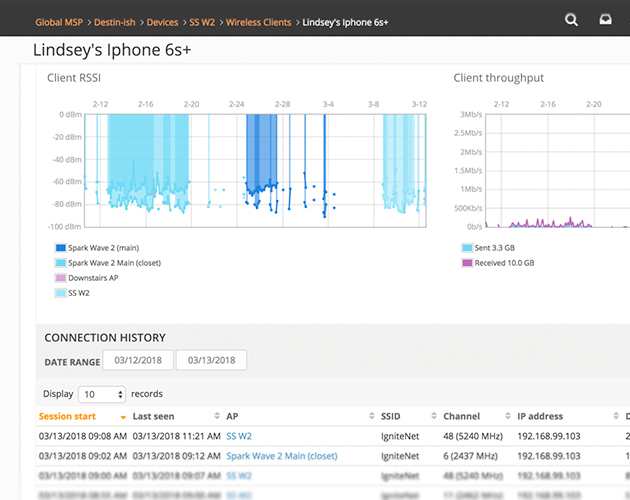 Global MSP > Destin-ish > Devices > SS W2 > Wireless Clients > Lindsey's Iphone 6s+
Lindsey's Iphone 6s+
Client RSSI
2-12 2-16 2-20 2-24 2-28 3-4 3-8 3-12
0 dBm
-20 dBm
-40 dBm
-60 dBm
-80 dBm
-100 dBm
Spark Wave 2 (main)
Spark Wave 2 Main (closet)
Downstairs AP
SS W2
Client throughput
2-12 2-16 2-20
3Mb/s
2.5Mb/s
2Mb/s
1.5Mb/s
1Mb/s
500Kb/s
0b/s
Sent 3.3 GB
Received 10.0 GB
CONNECTION HISTORY
DATE RANGE 03/12/2018 03/13/2018
Display 10 records
Session start Last seen AP SSID Channel IP address D
03/13/2018 09:08 AM 03/13/2018 11:21 AM SS W2 IgniteNet 48 (5240 MHz) 192.168.99.103 2
03/13/2018 09:02 AM 03/13/2018 09:12 AM Spark Wave 2 Main (closet) IgniteNet 6 (2437 MHz) 192.168.99.103
03/13/2018 09:00 AM 03/13/2018 09:07 AM SS W2 IgniteNet 48 (5240 MHz) 192.168.99.103